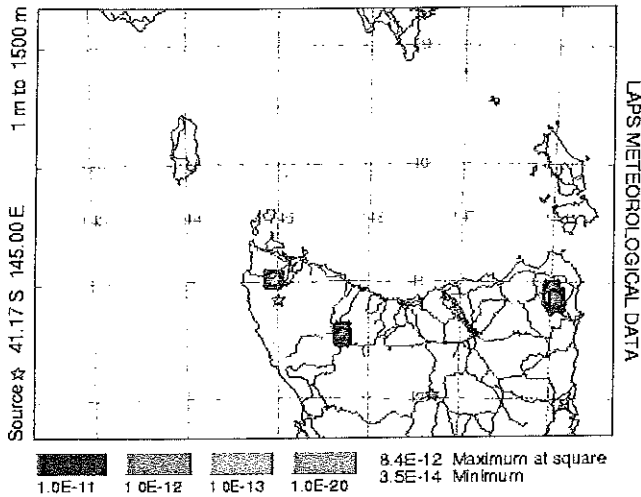 1 m to 1500 m
Source ☆ 41.17 S 145.00 E
LAPS METEOROLOGICAL DATA
40
44
1.0E-11 1.0E-12 1.0E-13 1.0E-20
8.4E-12 Maximum at square
3.5E-14 Minimum